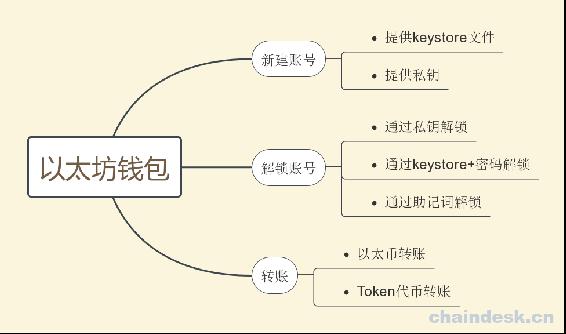 以太坊钱包
新建账号
• 提供keystore文件
• 提供私钥
解锁账号
• 通过私钥解锁
• 通过keystore+密码解锁
• 通过助记词解锁
转账
• 以太币转账
• Token代币转账
chaindesk.cn